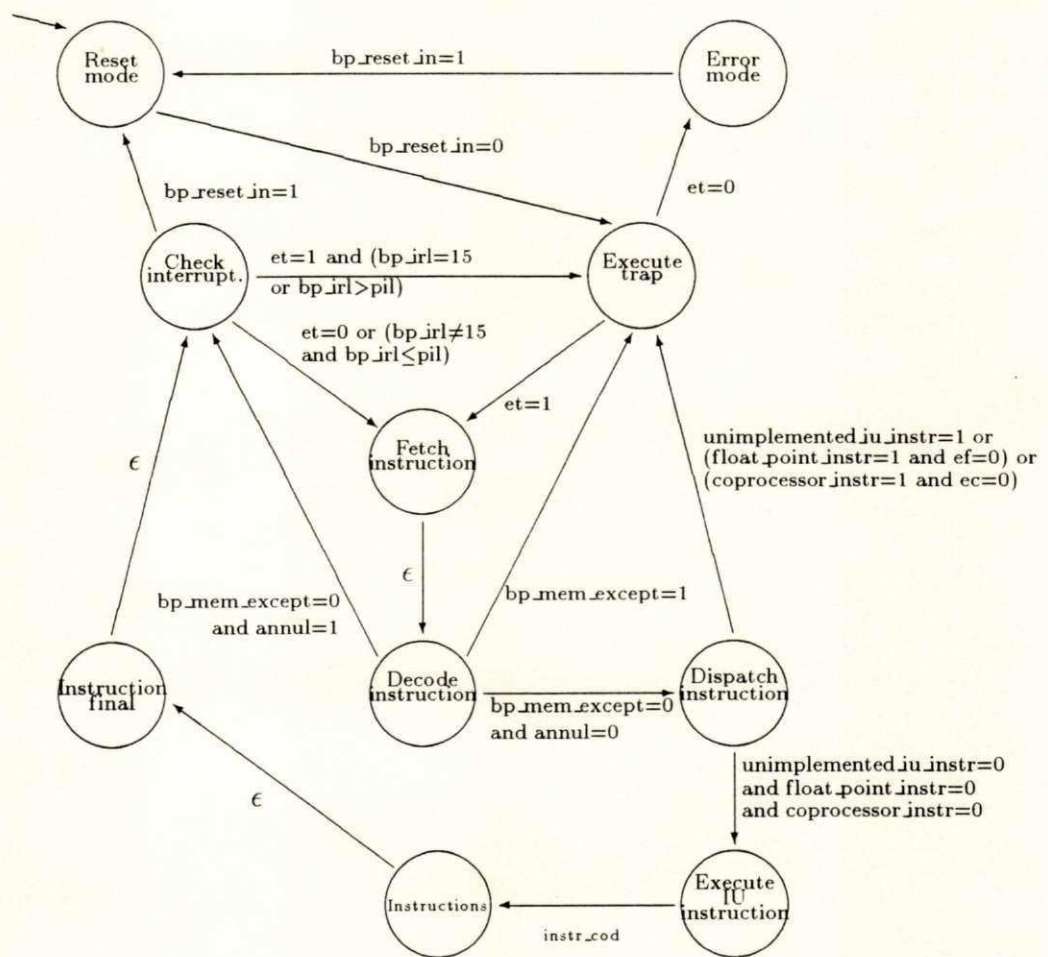 Reset
mode
Error
mode
bp_reset_in=1
bp_reset_in=0
bp_reset_in=1
et=0
Check
interrupt.
et=1 and (bp_irl=15
or bp_irl>pil)
Execute
trap
et=0 or (bp_irl≠15
and bp_irl≤pil)
et=1
Fetch
instruction
unimplemented_iu_instr=1 or
(float_point_instr=1 and ef=0) or
(coprocessor_instr=1 and ec=0)
ϵ
ϵ
bp_mem_except=0
and annul=1
bp_mem_except=1
Instruction
final
Decode
instruction
bp_mem_except=0
and annul=0
Dispatch
instruction
unimplemented_iu_instr=0
and float_point_instr=0
and coprocessor_instr=0
ϵ
Instructions
instr_cod
Execute
IU
instruction